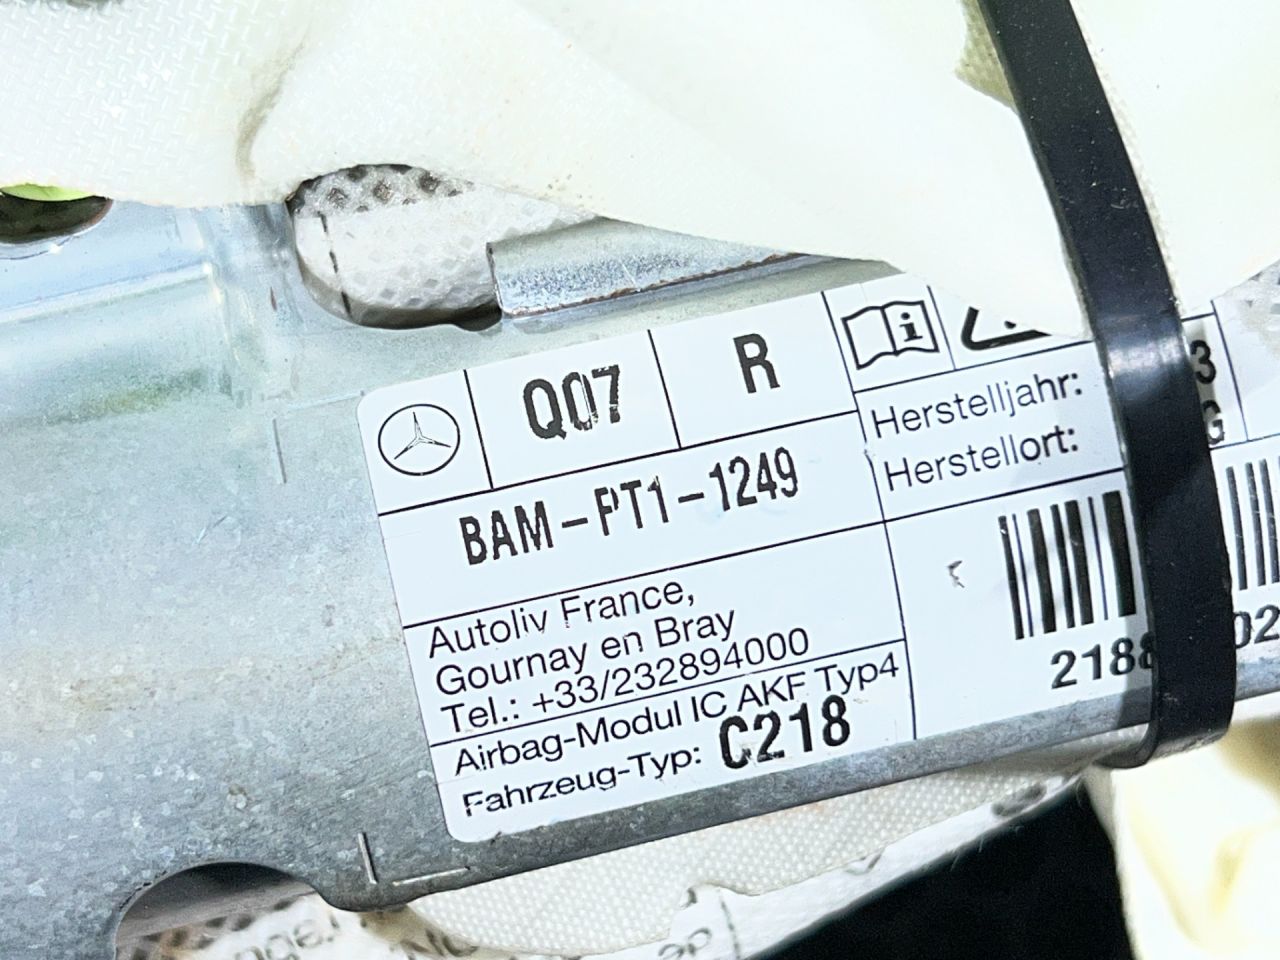 Q07 R
BAM-PT1-1249
Autoliv France,
Gournay en Bray
Tel.: +33/232894000
Airbag-Modul IC AKF Typ4
Fahrzeug-Typ: C218
Herstelljahr:
Herstellort: